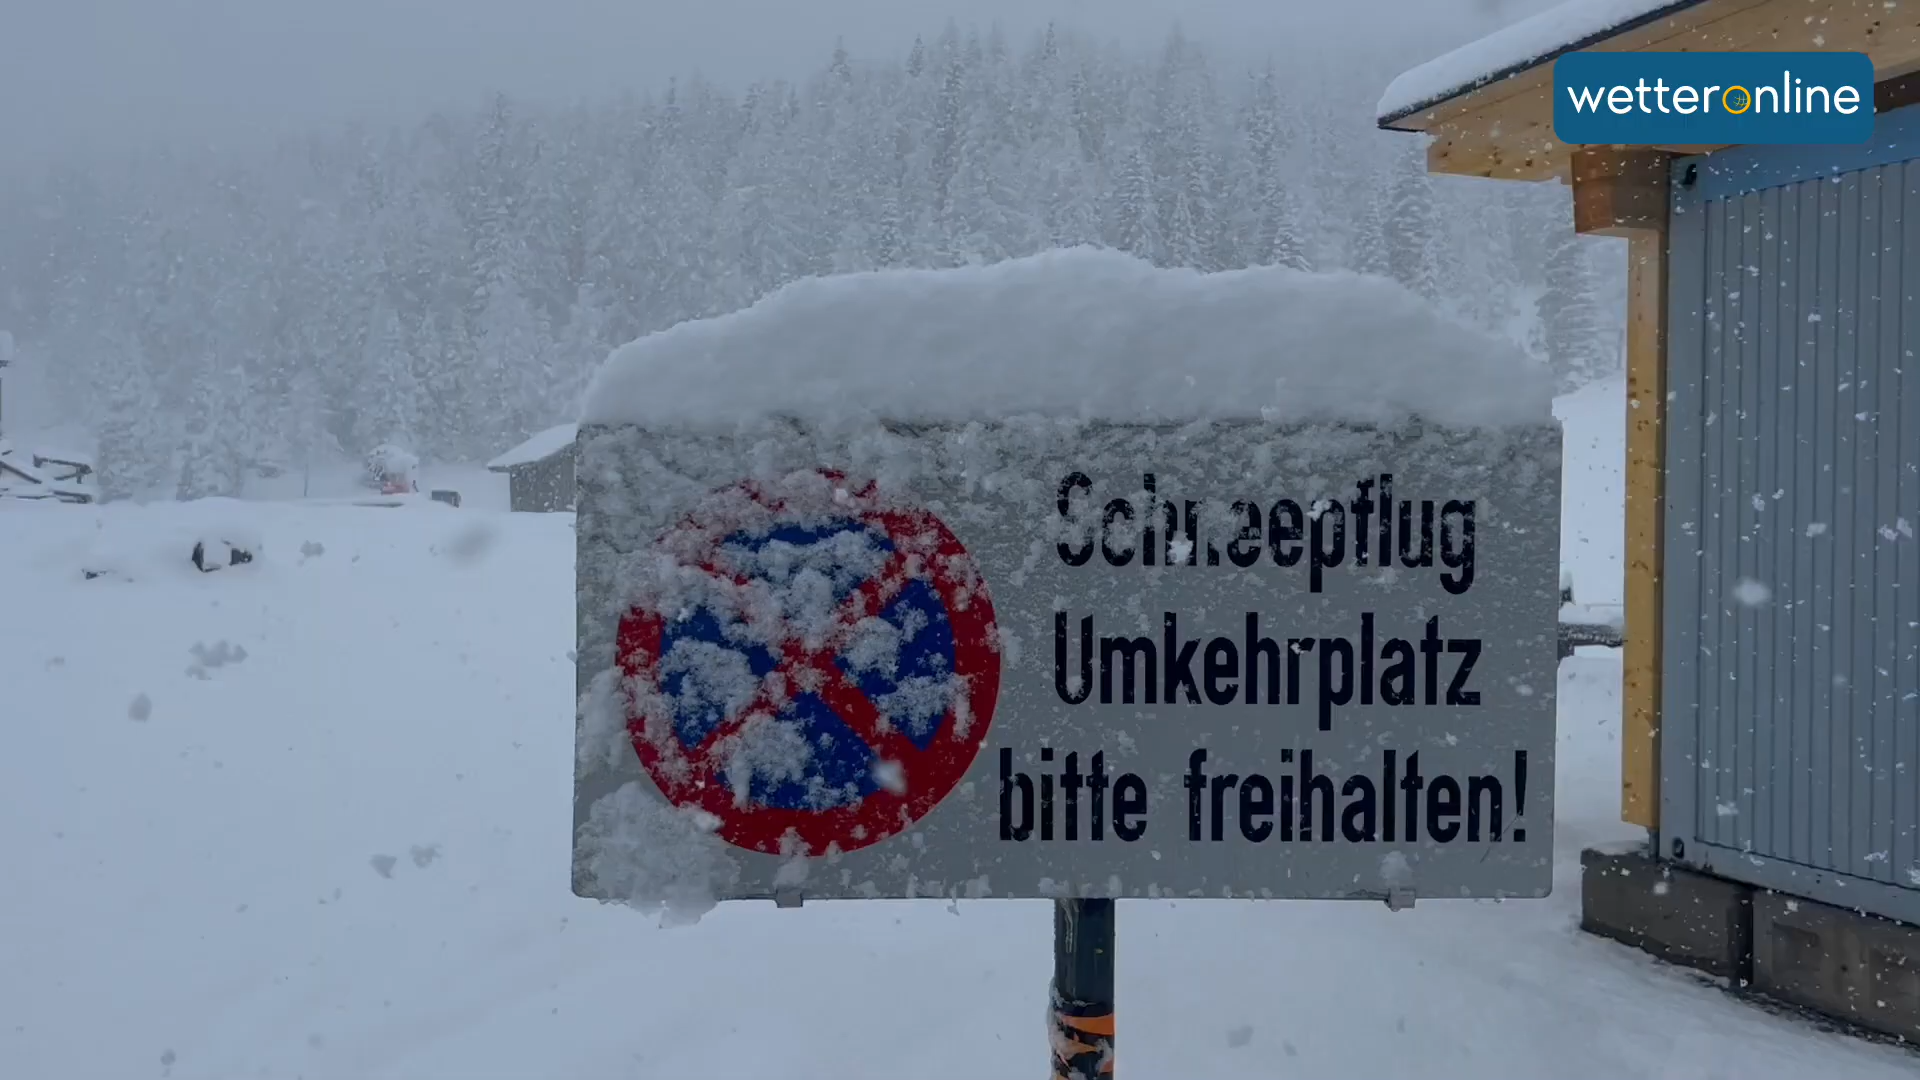 wetteronline
Schneepflug
Umkehrplatz
bitte freihalten!